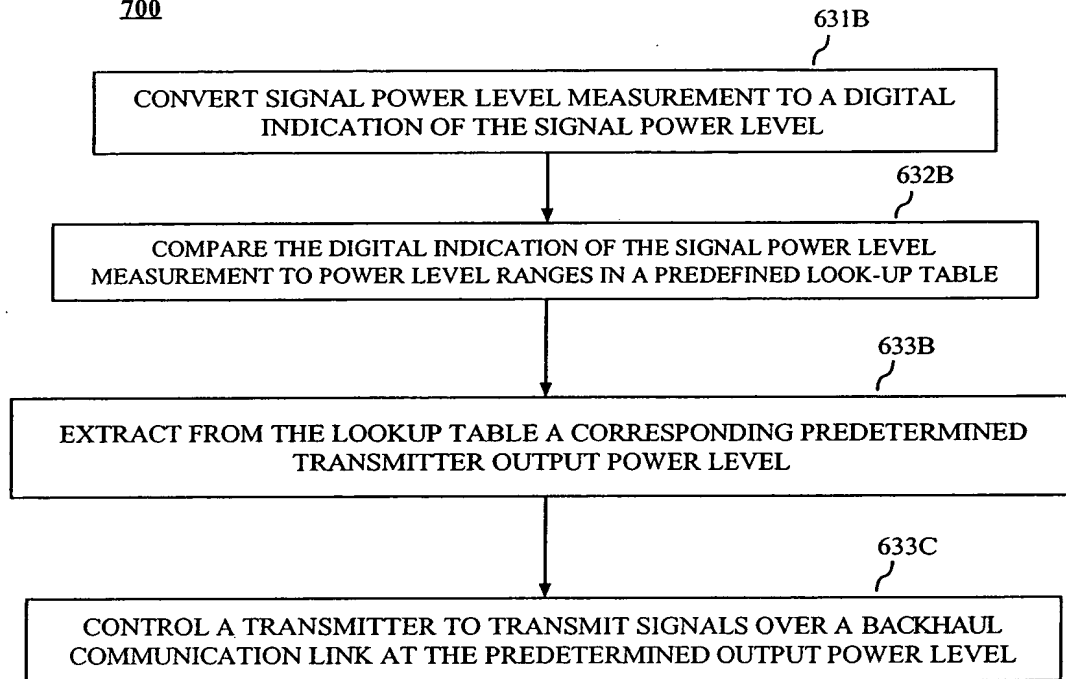 700
631B
CONVERT SIGNAL POWER LEVEL MEASUREMENT TO A DIGITAL
INDICATION OF THE SIGNAL POWER LEVEL
632B
COMPARE THE DIGITAL INDICATION OF THE SIGNAL POWER LEVEL
MEASUREMENT TO POWER LEVEL RANGES IN A PREDEFINED LOOK-UP TABLE
633B
EXTRACT FROM THE LOOKUP TABLE A CORRESPONDING PREDETERMINED
TRANSMITTER OUTPUT POWER LEVEL
633C
CONTROL A TRANSMITTER TO TRANSMIT SIGNALS OVER A BACKHAUL
COMMUNICATION LINK AT THE PREDETERMINED OUTPUT POWER LEVEL